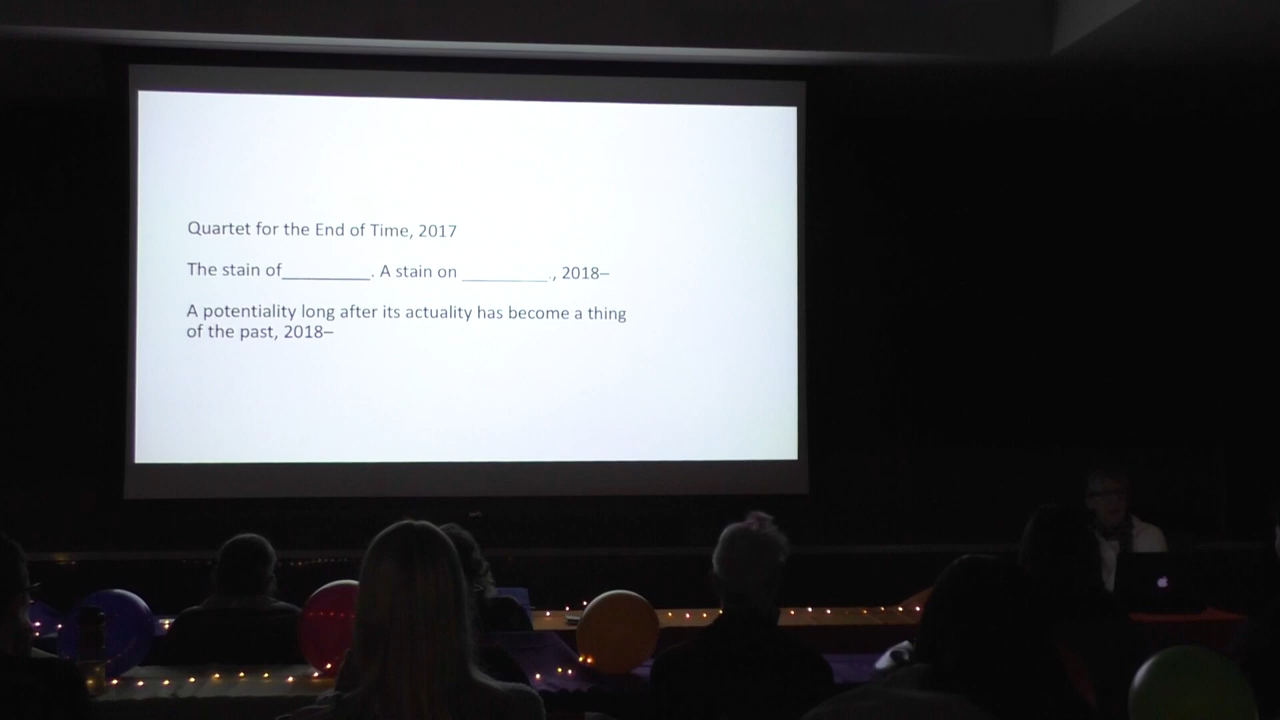 Quartet for the End of Time, 2017
The stain of__________. A stain on __________., 2018–
A potentiality long after its actuality has become a thing
of the past, 2018–